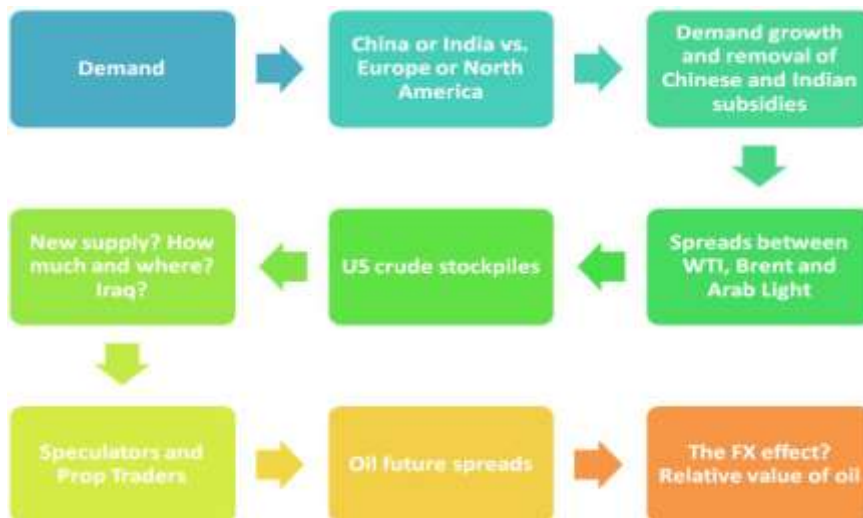 Demand
China or India vs.
Europe or North
America
Demand growth
and removal of
Chinese and Indian
subsidies
Spreads between
WTI, Brent and
Arab Light
US crude stockpiles
New supply? How
much and where?
Iraq?
Speculators and
Prop Traders
Oil future spreads
The FX effect?
Relative value of oil